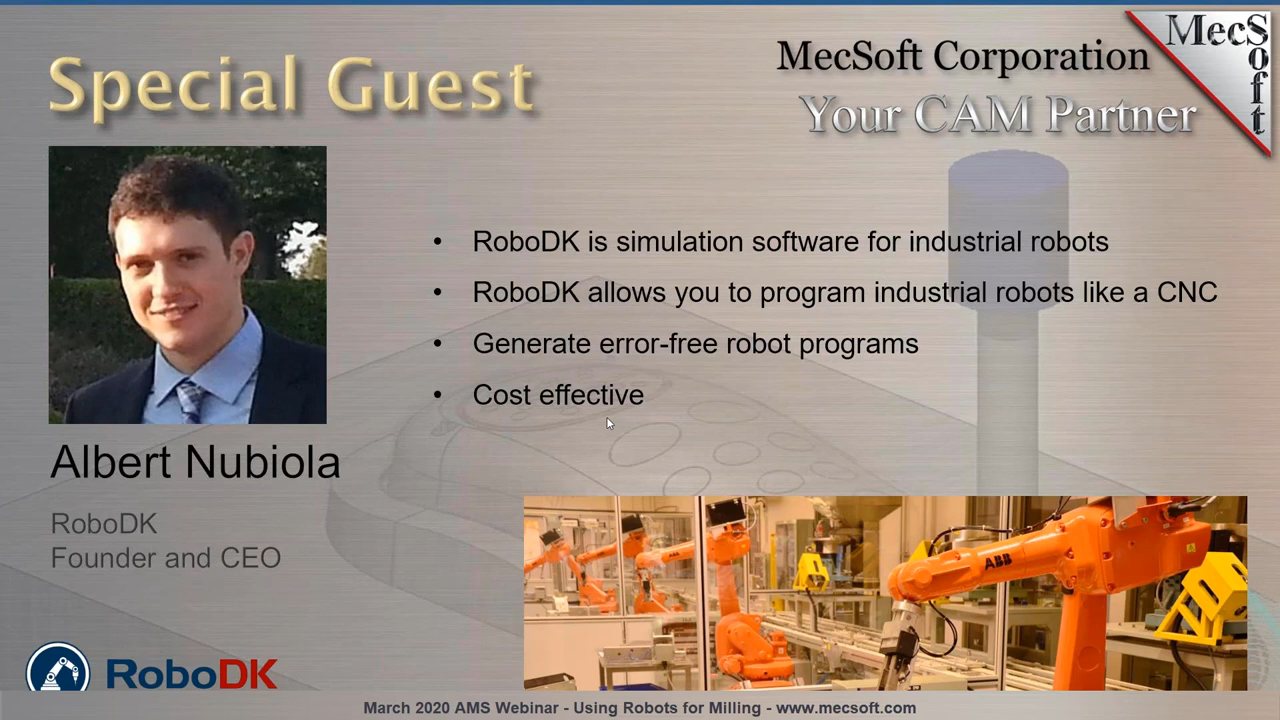 Special Guest
MecSoft Corporation
Your CAM Partner
MecSoft
• RoboDK is simulation software for industrial robots
• RoboDK allows you to program industrial robots like a CNC
• Generate error-free robot programs
• Cost effective
Albert Nubiola
RoboDK
Founder and CEO
ABB
ABB
RoboDK
March 2020 AMS Webinar - Using Robots for Milling - www.mecsoft.com